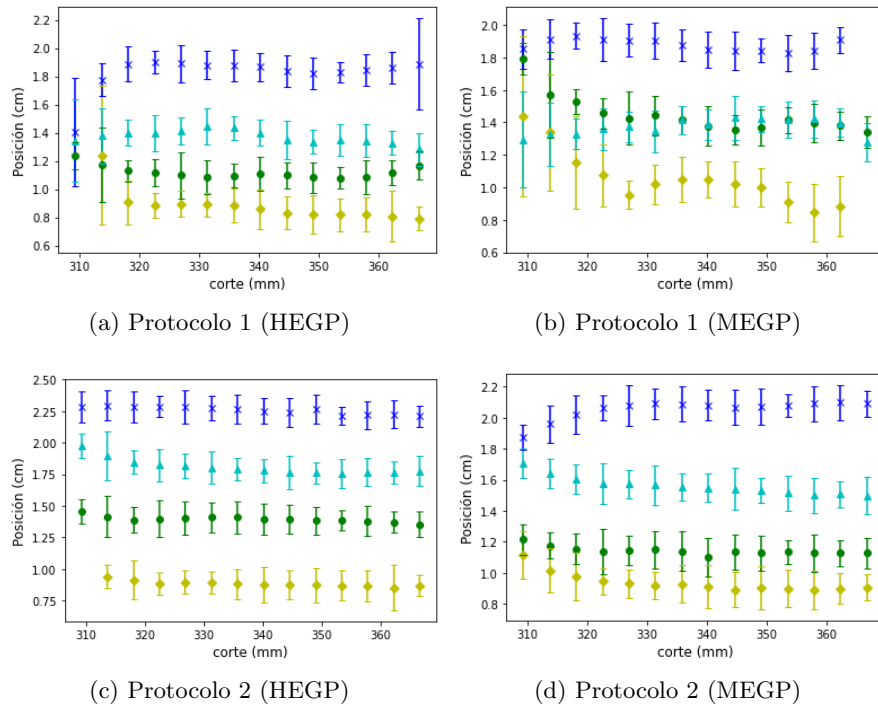 2.2
2.0
1.8
1.6
1.4
1.2
1.0
0.8
0.6
Posición (cm)
310 320 330 340 350 360
corte (mm)
(a) Protocolo 1 (HEGP)
2.0
1.8
1.6
1.4
1.2
1.0
0.8
0.6
Posición (cm)
310 320 330 340 350 360
corte (mm)
(b) Protocolo 1 (MEGP)
2.50
2.25
2.00
1.75
1.50
1.25
1.00
0.75
Posición (cm)
310 320 330 340 350 360
corte (mm)
(c) Protocolo 2 (HEGP)
2.2
2.0
1.8
1.6
1.4
1.2
1.0
0.8
Posición (cm)
310 320 330 340 350 360
corte (mm)
(d) Protocolo 2 (MEGP)